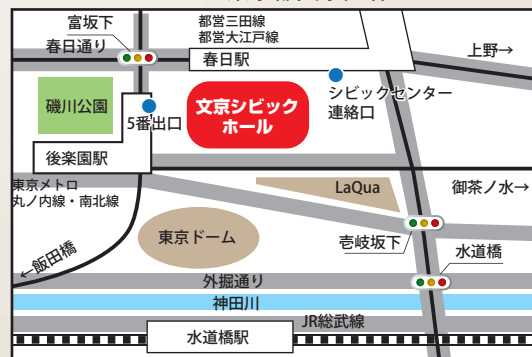 富坂下
都営三田線
都営大江戸線
春日通り
春日駅
上野→
磯川公園
5番出口
文京シビック
ホール
シビックセンター
連絡口
後楽園駅
東京メトロ
丸ノ内線・南北線
LaQua
御茶ノ水→
東京ドーム
壱岐坂下
水道橋
←飯田橋
外掘通り
神田川
JR総武線
水道橋駅